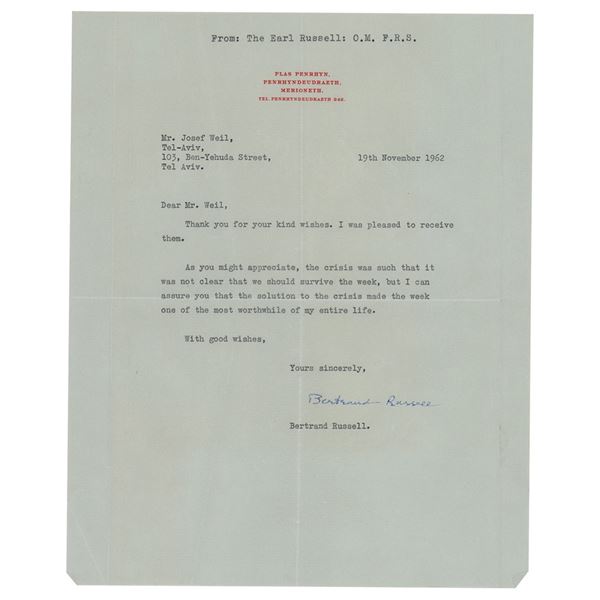 From: The Earl Russell: O.M. F.R.S.
PLAS PENRHYN,
PENRHYNDEUDRAETH,
MERIONETH.
TEL. PENRHYNDEUDRAETH 242.
Mr. Josef Weil,
Tel-Aviv,
103, Ben-Yehuda Street,
Tel Aviv.
19th November 1962
Dear Mr. Weil,
Thank you for your kind wishes. I was pleased to receive
them.
As you might appreciate, the crisis was such that it
was not clear that we should survive the week, but I can
assure you that the solution to the crisis made the week
one of the most worthwhile of my entire life.
With good wishes,
Yours sincerely,
Bertrand Russell
Bertrand Russell.